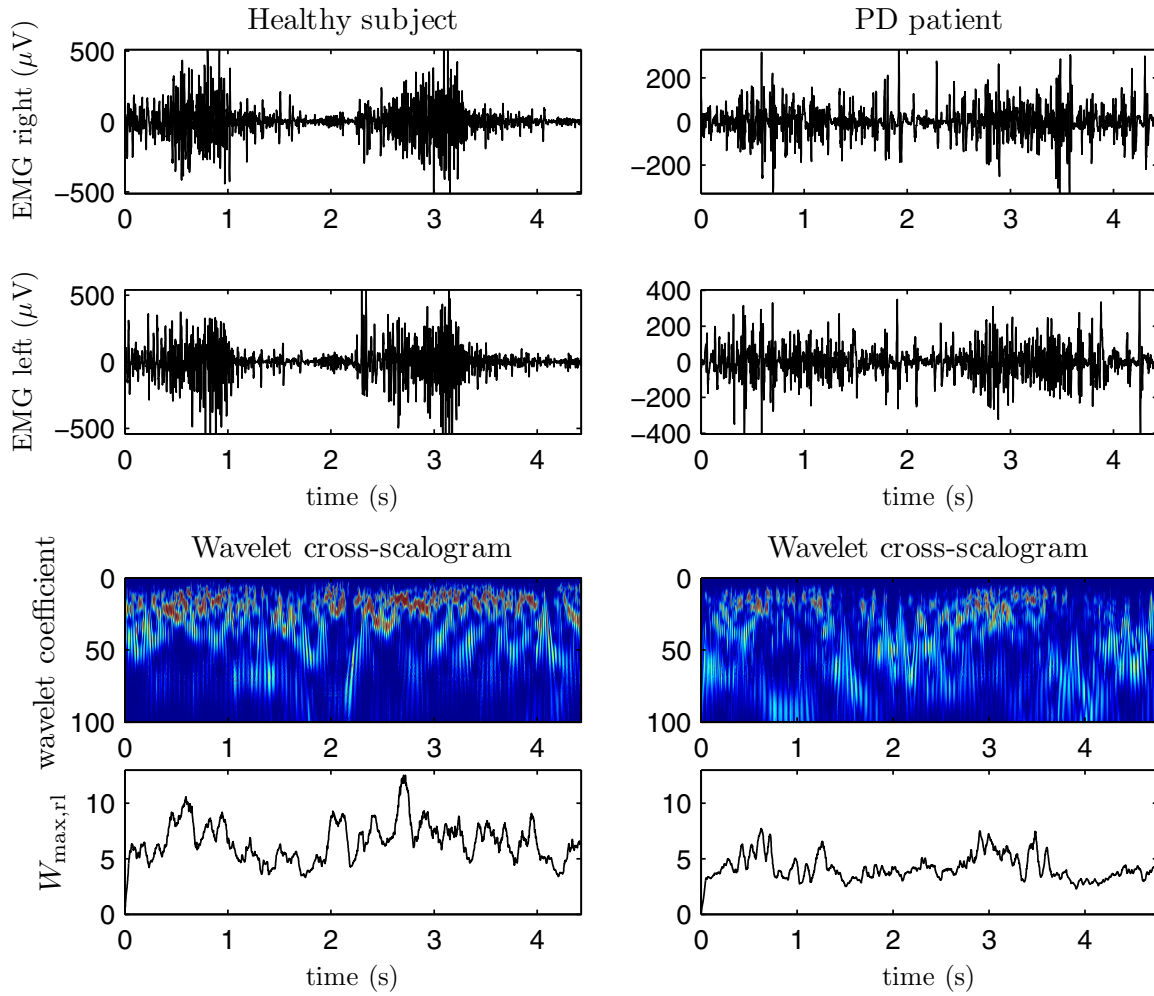 Healthy subject
PD patient
EMG right (μV)
500
0
−500
0 1 2 3 4
200
0
−200
0 1 2 3 4
EMG left (μV)
500
0
−500
0 1 2 3 4
time (s)
400
200
0
−200
−400
0 1 2 3 4
time (s)
Wavelet cross-scalogram
Wavelet cross-scalogram
wavelet coefficient
0
50
100
0 1 2 3 4
0
50
100
0 1 2 3 4
W max,rl
10
5
0
0 1 2 3 4
time (s)
10
5
0
0 1 2 3 4
time (s)